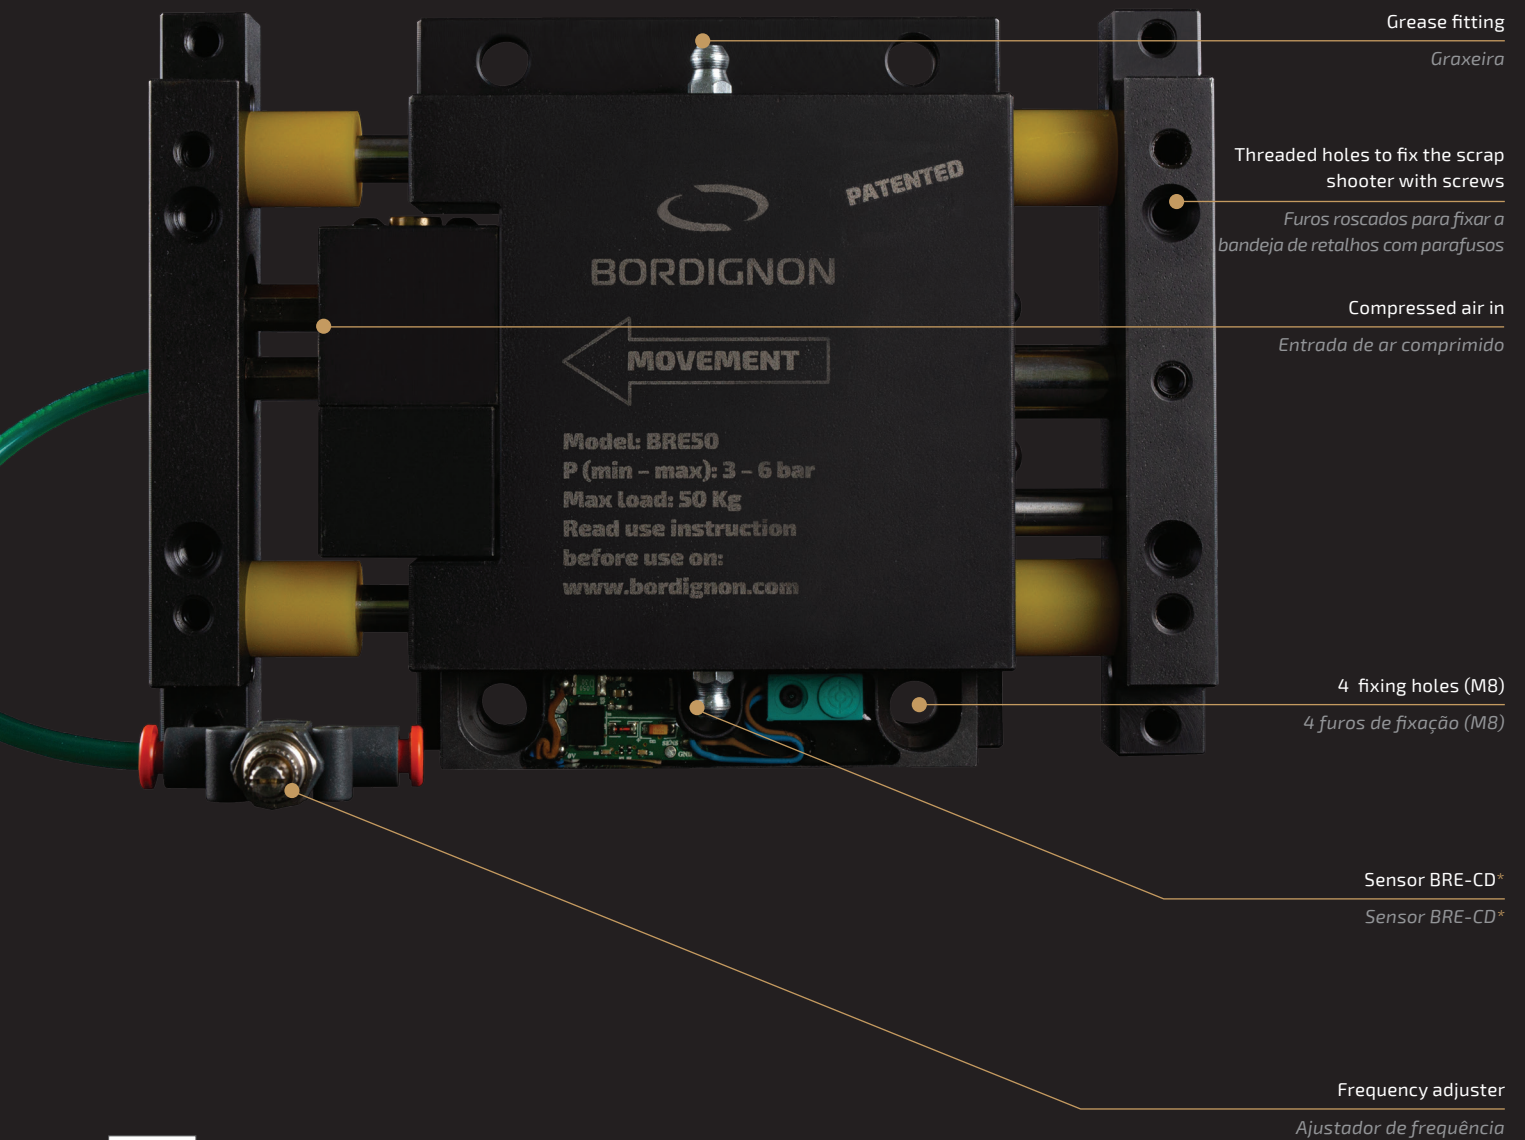 Grease fitting
Graxeira
Threaded holes to fix the scrap
shooter with screws
Furos roscados para fixar a
bandeja de retalhos com parafusos
Compressed air in
Entrada de ar comprimido
PATENTED
BORDIGNON
MOVEMENT
Model: BRE50
P (min – max): 3 – 6 bar
Max load: 50 Kg
Read use instruction
before use on:
www.bordignon.com
4 fixing holes (M8)
4 furos de fixação (M8)
Sensor BRE-CD*
Sensor BRE-CD*
Frequency adjuster
Ajustador de frequência